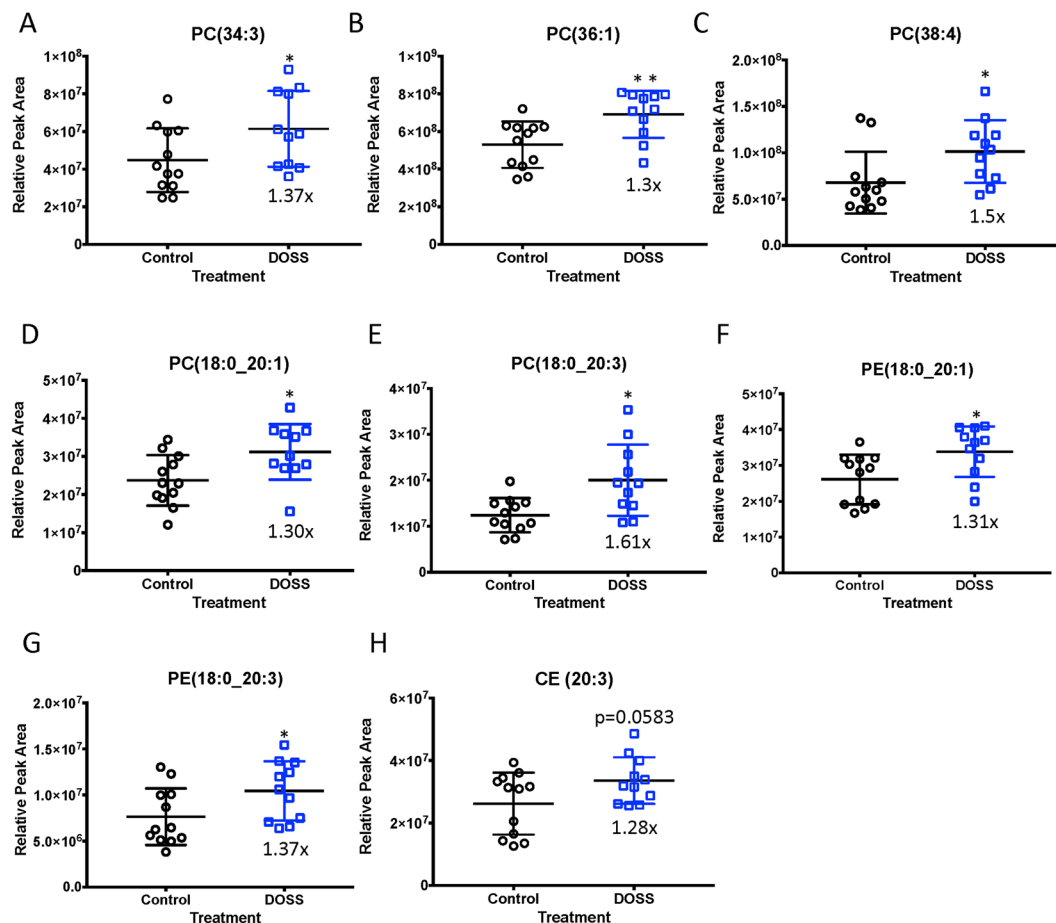 A
PC(34:3)
Relative Peak Area
1×10⁸
8×10⁷
6×10⁷
4×10⁷
2×10⁷
0
*
1.37x
Control
DOSS
Treatment
B
PC(36:1)
Relative Peak Area
1×10⁹
8×10⁸
6×10⁸
4×10⁸
2×10⁸
* *
1.3x
Control
DOSS
Treatment
C
PC(38:4)
Relative Peak Area
2.0×10⁸
1.5×10⁸
1.0×10⁸
5.0×10⁷
0.0
*
1.5x
Control
DOSS
Treatment
D
PC(18:0_20:1)
Relative Peak Area
5×10⁷
4×10⁷
3×10⁷
2×10⁷
1×10⁷
0
*
1.30x
Control
DOSS
Treatment
E
PC(18:0_20:3)
Relative Peak Area
4×10⁷
3×10⁷
2×10⁷
1×10⁷
0
*
1.61x
Control
DOSS
Treatment
F
PE(18:0_20:1)
Relative Peak Area
5×10⁷
4×10⁷
3×10⁷
2×10⁷
1×10⁷
0
*
1.31x
Control
DOSS
Treatment
G
PE(18:0_20:3)
Relative Peak Area
2.0×10⁷
1.5×10⁷
1.0×10⁷
5.0×10⁶
0.0
*
1.37x
Control
DOSS
Treatment
H
CE (20:3)
Relative Peak Area
6×10⁷
4×10⁷
2×10⁷
0
p=0.0583
1.28x
Control
DOSS
Treatment